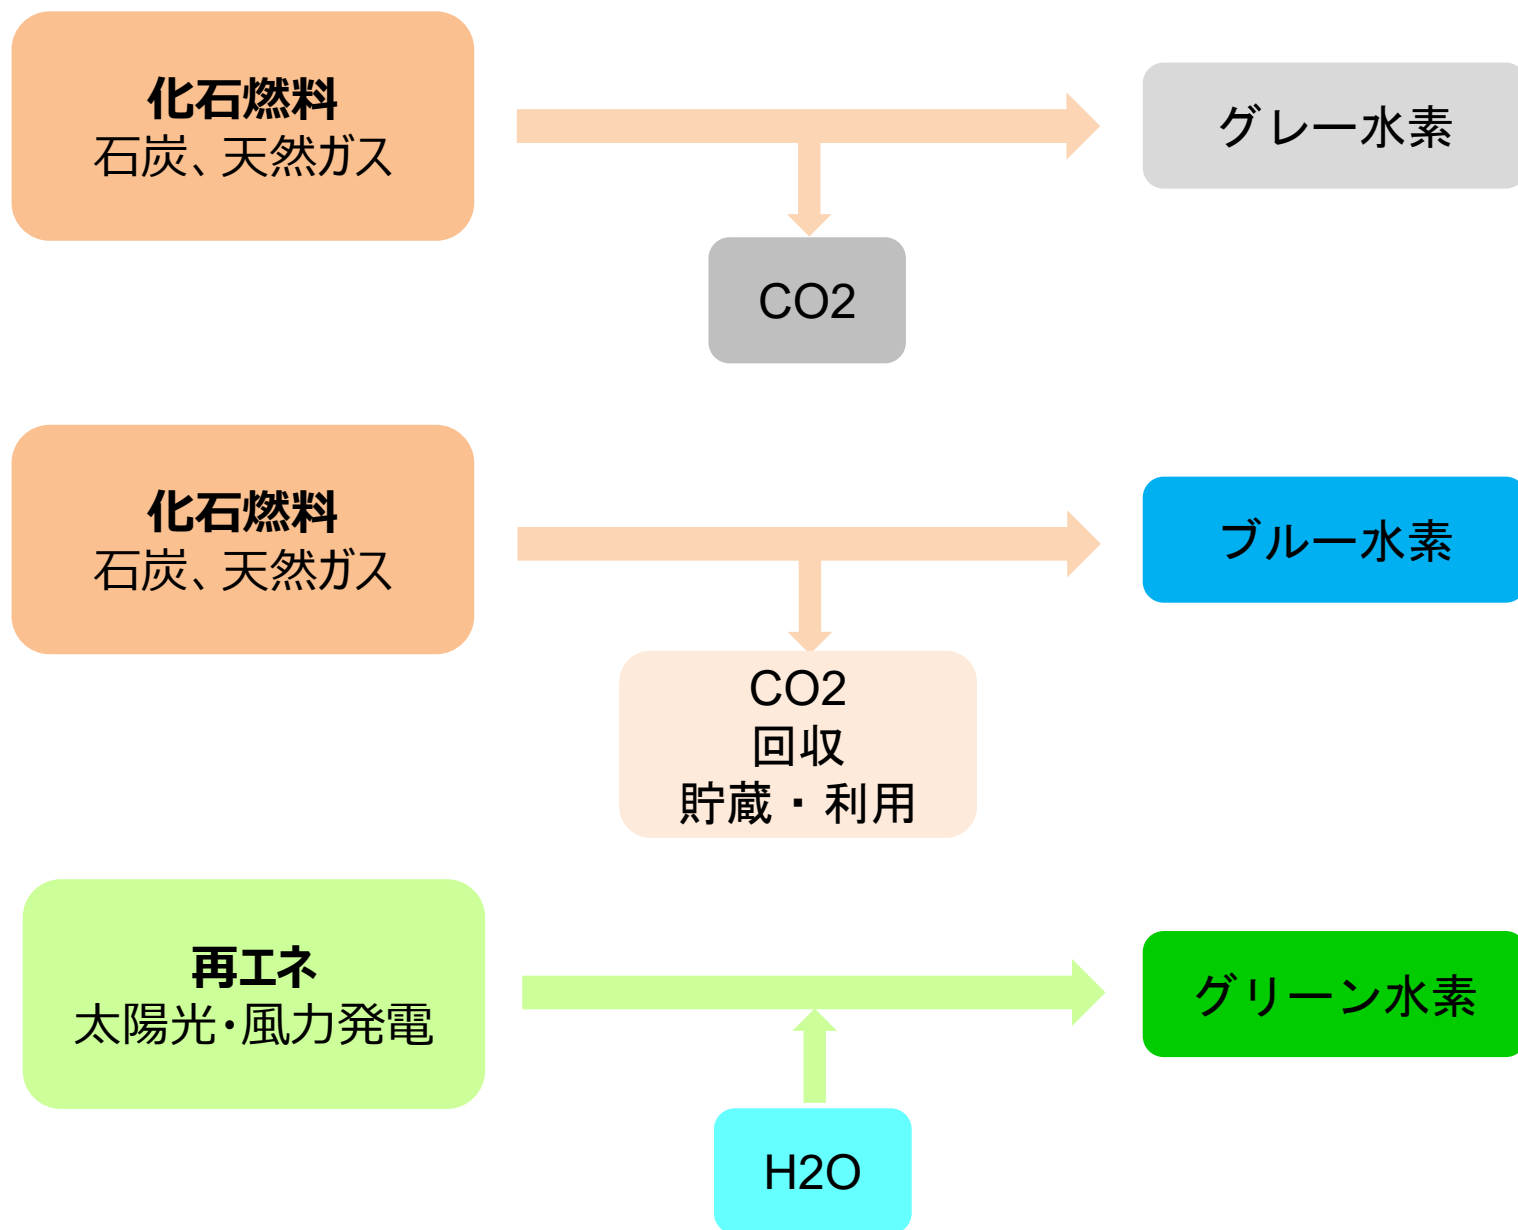 化石燃料
石炭、天然ガス
グレー水素
CO2
化石燃料
石炭、天然ガス
ブルー水素
CO2
回収
貯蔵・利用
再エネ
太陽光・風力発電
グリーン水素
H2O